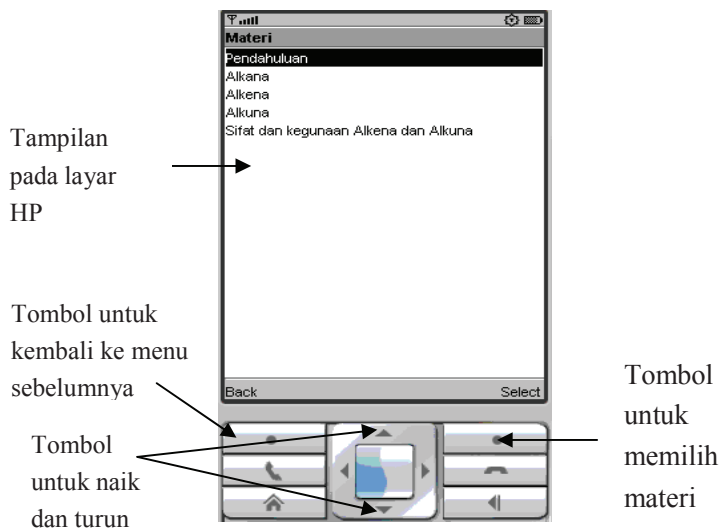 Materi
Pendahuluan
Alkana
Alkena
Alkuna
Sifat dan kegunaan Alkena dan Alkuna
Back Select
Tampilan
pada layar
HP
Tombol untuk
kembali ke menu
sebelumnya
Tombol
untuk naik
dan turun
Tombol
untuk
memilih
materi